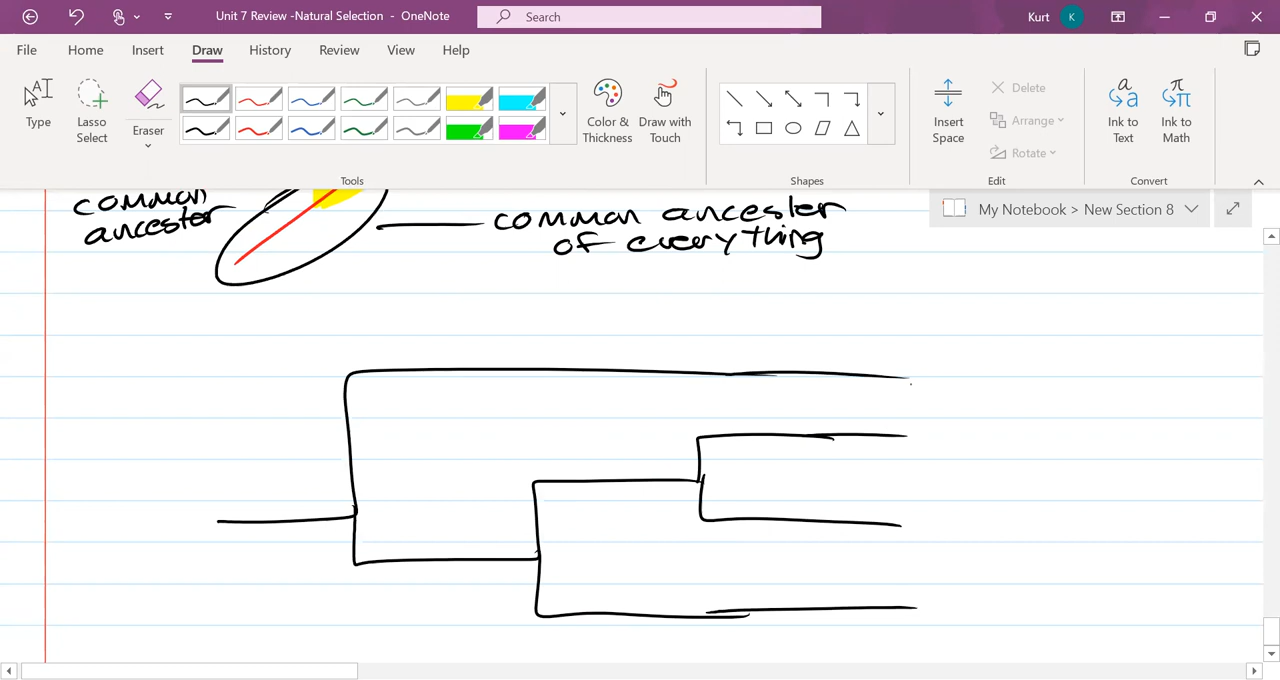 Unit 7 Review -Natural Selection - OneNote
Search
Kurt
K
File
Home
Insert
Draw
History
Review
View
Help
Type
Lasso
Select
Eraser
Color &
Thickness
Draw with
Touch
Insert
Space
Delete
Arrange
Rotate
Ink to
Text
Ink to
Math
Tools
Shapes
Edit
Convert
My Notebook > New Section 8
common
ancestor
common ancester
of everything